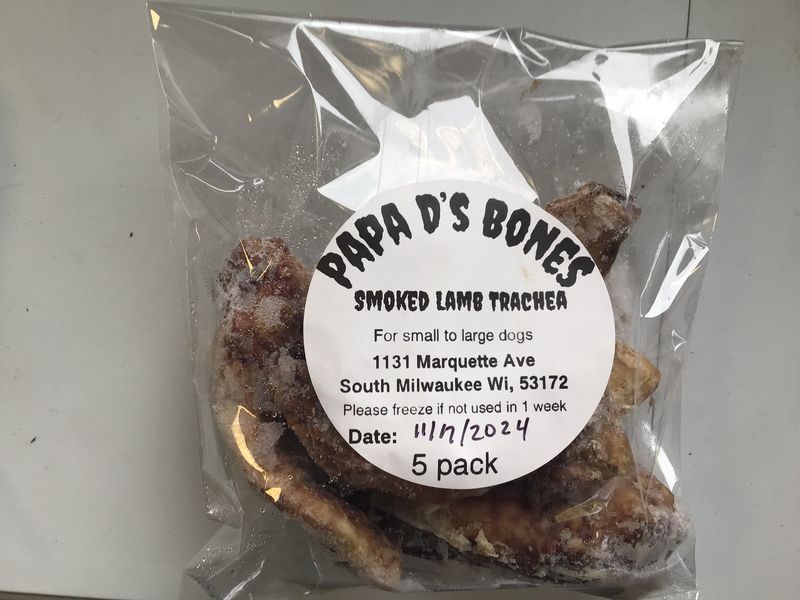 PAPA D'S BONES
SMOKED LAMB TRACHEA
For small to large dogs
1131 Marquette Ave
South Milwaukee Wi, 53172
Please freeze if not used in 1 week
Date: 11/17/2024
5 pack